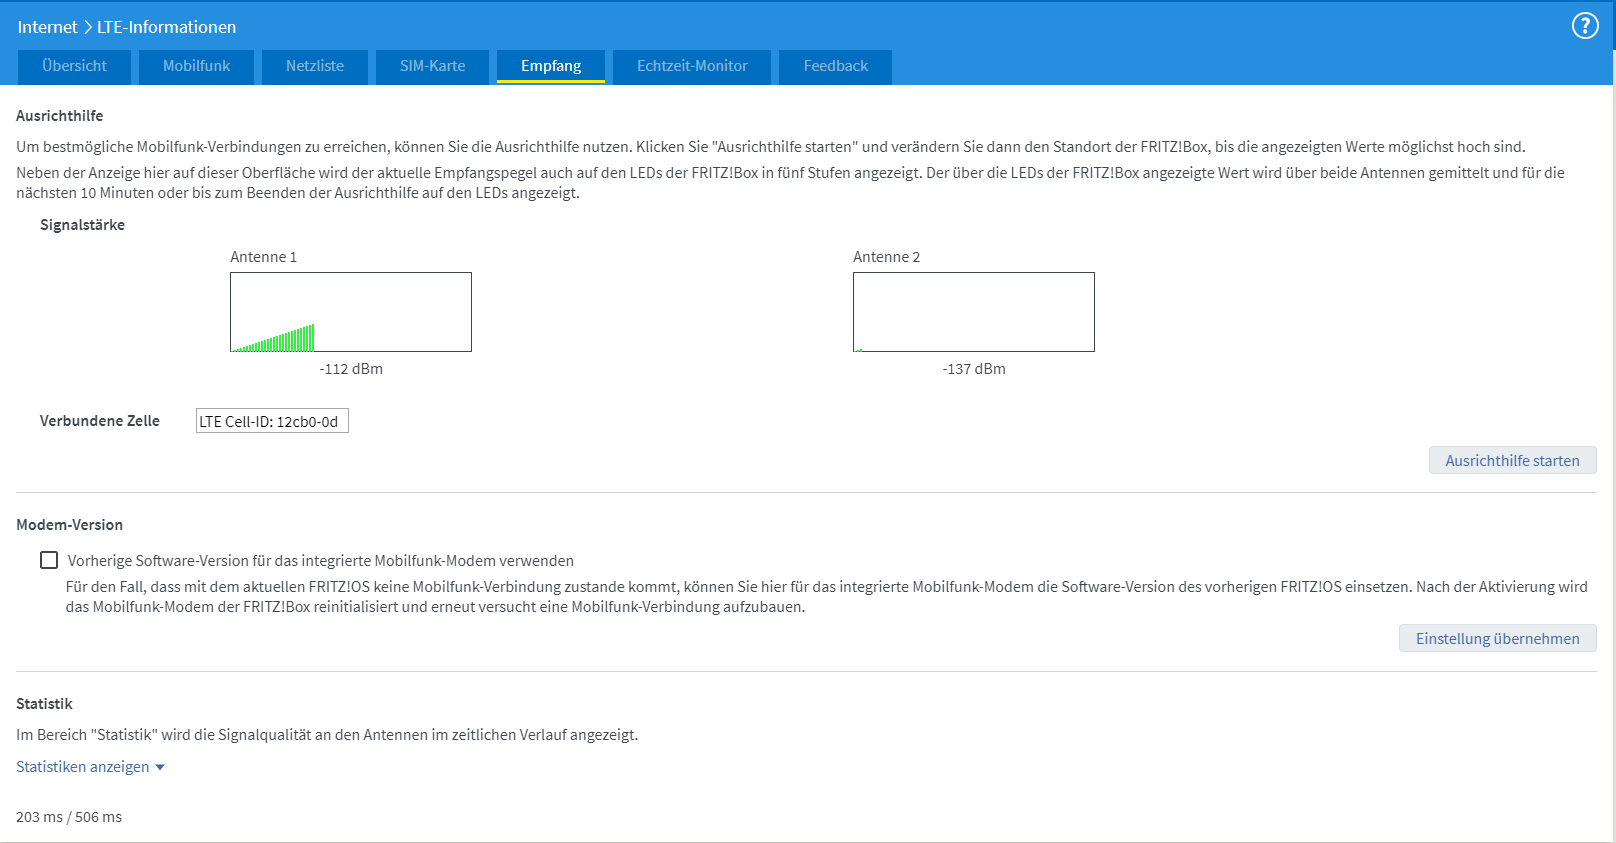 Internet > LTE-Informationen
?
Übersicht Mobilfunk Netzliste SIM-Karte Empfang Echtzeit-Monitor Feedback
Ausrichthilfe
Um bestmögliche Mobilfunk-Verbindungen zu erreichen, können Sie die Ausrichthilfe nutzen. Klicken Sie "Ausrichthilfe starten" und verändern Sie dann den Standort der FRITZ!Box, bis die angezeigten Werte möglichst hoch sind.
Neben der Anzeige hier auf dieser Oberfläche wird der aktuelle Empfangspegel auch auf den LEDs der FRITZ!Box in fünf Stufen angezeigt. Der über die LEDs der FRITZ!Box angezeigte Wert wird über beide Antennen gemittelt und für die
nächsten 10 Minuten oder bis zum Beenden der Ausrichthilfe auf den LEDs angezeigt.
Signalstärke
Antenne 1 Antenne 2
-112 dBm -137 dBm
Verbundene Zelle LTE Cell-ID: 12cb0-0d
Ausrichthilfe starten
Modem-Version
Vorherige Software-Version für das integrierte Mobilfunk-Modem verwenden
Für den Fall, dass mit dem aktuellen FRITZ!OS keine Mobilfunk-Verbindung zustande kommt, können Sie hier für das integrierte Mobilfunk-Modem die Software-Version des vorherigen FRITZ!OS einsetzen. Nach der Aktivierung wird
das Mobilfunk-Modem der FRITZ!Box reinitialisiert und erneut versucht eine Mobilfunk-Verbindung aufzubauen.
Einstellung übernehmen
Statistik
Im Bereich "Statistik" wird die Signalqualität an den Antennen im zeitlichen Verlauf angezeigt.
Statistiken anzeigen
203 ms / 506 ms